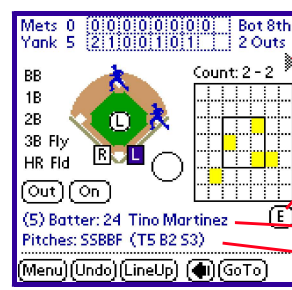 Mets 0 0 0 0 0 0 0 0 0 Bot 8th
Yank 5 2 1 0 1 0 1 1 2 Outs
BB
1B
2B
3B Fly
HR Fld
L
R L
Count: 2 - 2
Out On
E
(5) Batter: 24 Tino Martinez
Pitches: SSBBF (T5 B2 S3)
Menu Undo LineUp GoTo